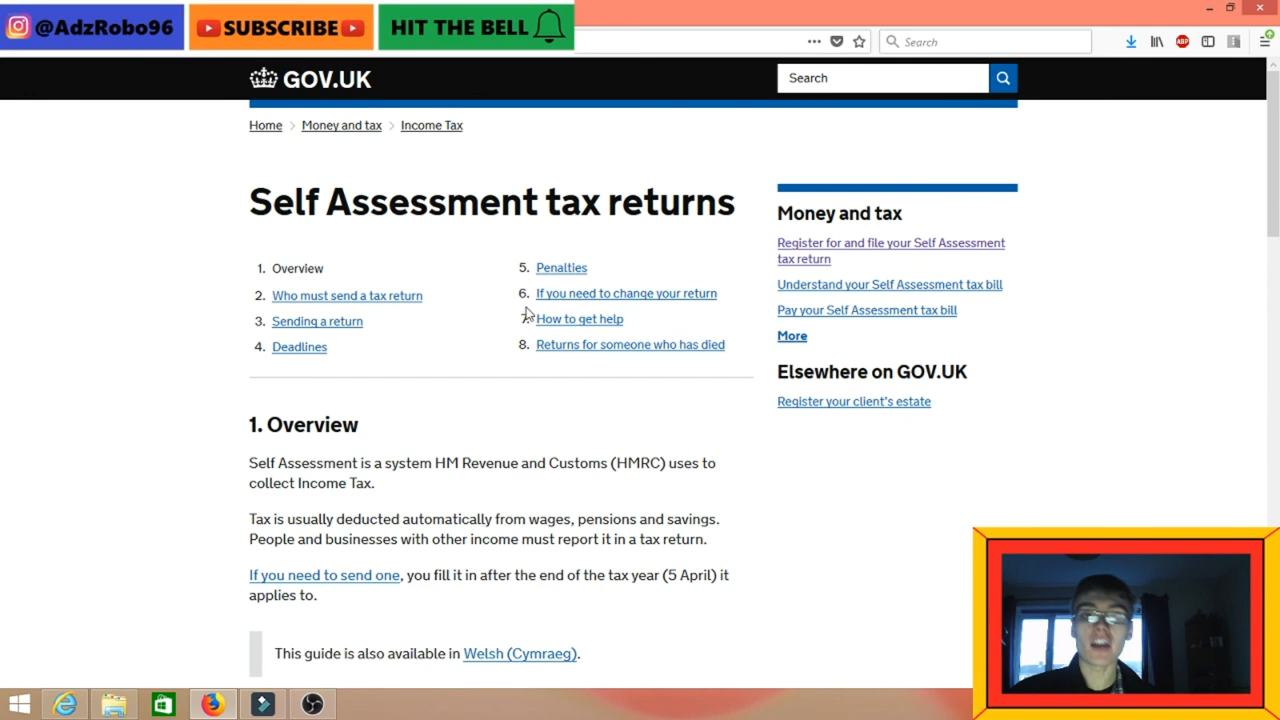 @AdzRobo96
SUBSCRIBE
HIT THE BELL
Search
ABP
GOV.UK
Search
Home > Money and tax > Income Tax
Self Assessment tax returns
1. Overview
2. Who must send a tax return
3. Sending a return
4. Deadlines
5. Penalties
6. If you need to change your return
7. How to get help
8. Returns for someone who has died
Money and tax
Register for and file your Self Assessment
tax return
Understand your Self Assessment tax bill
Pay your Self Assessment tax bill
More
Elsewhere on GOV.UK
Register your client's estate
1. Overview
Self Assessment is a system HM Revenue and Customs (HMRC) uses to
collect Income Tax.
Tax is usually deducted automatically from wages, pensions and savings.
People and businesses with other income must report it in a tax return.
If you need to send one, you fill it in after the end of the tax year (5 April) it
applies to.
This guide is also available in Welsh (Cymraeg).